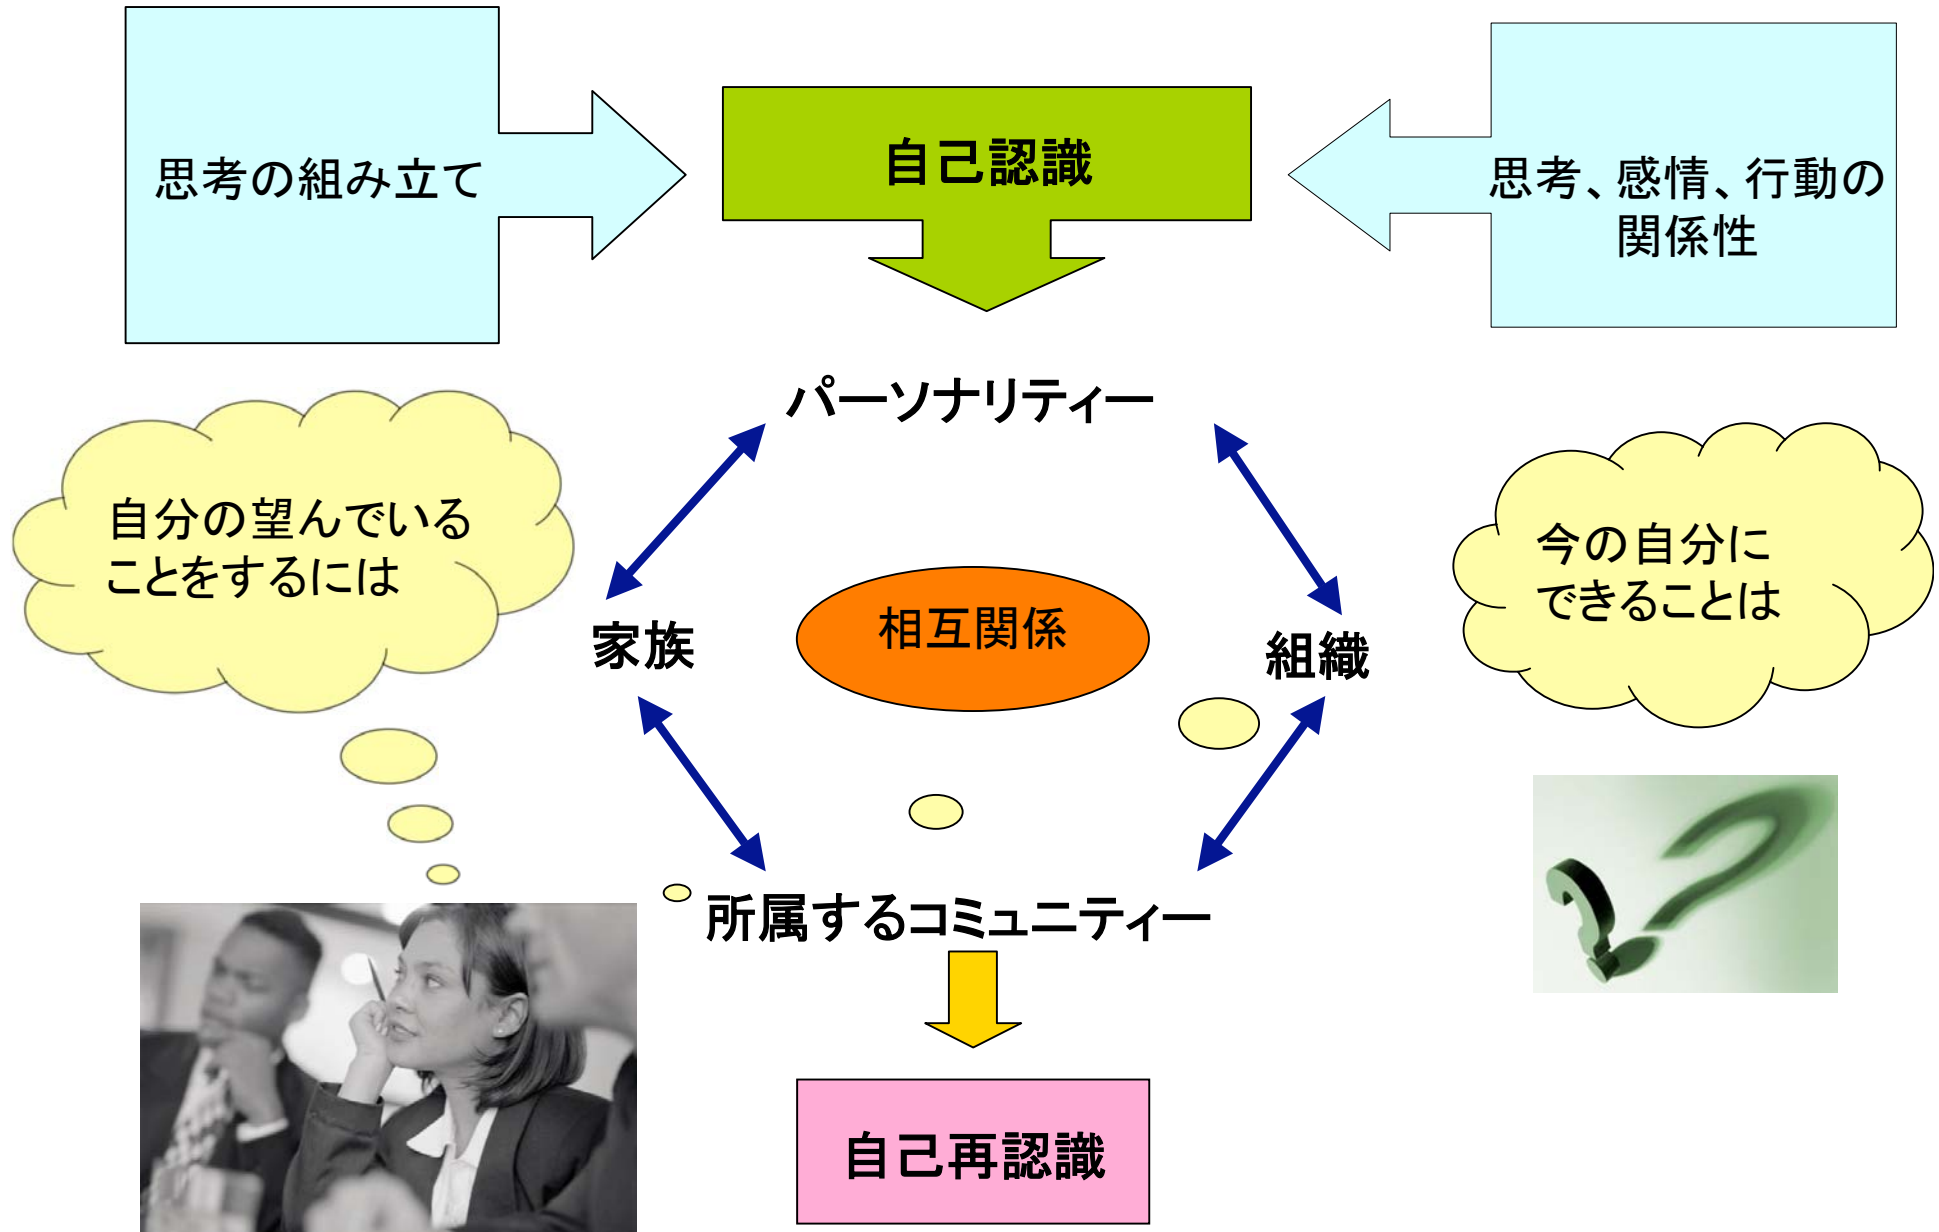 思考の組み立て
自己認識
思考、感情、行動の
関係性
パーソナリティー
自分の望んでいる
ことをするには
今の自分に
できることは
相互関係
家族
組織
所属するコミュニティー
自己再認識